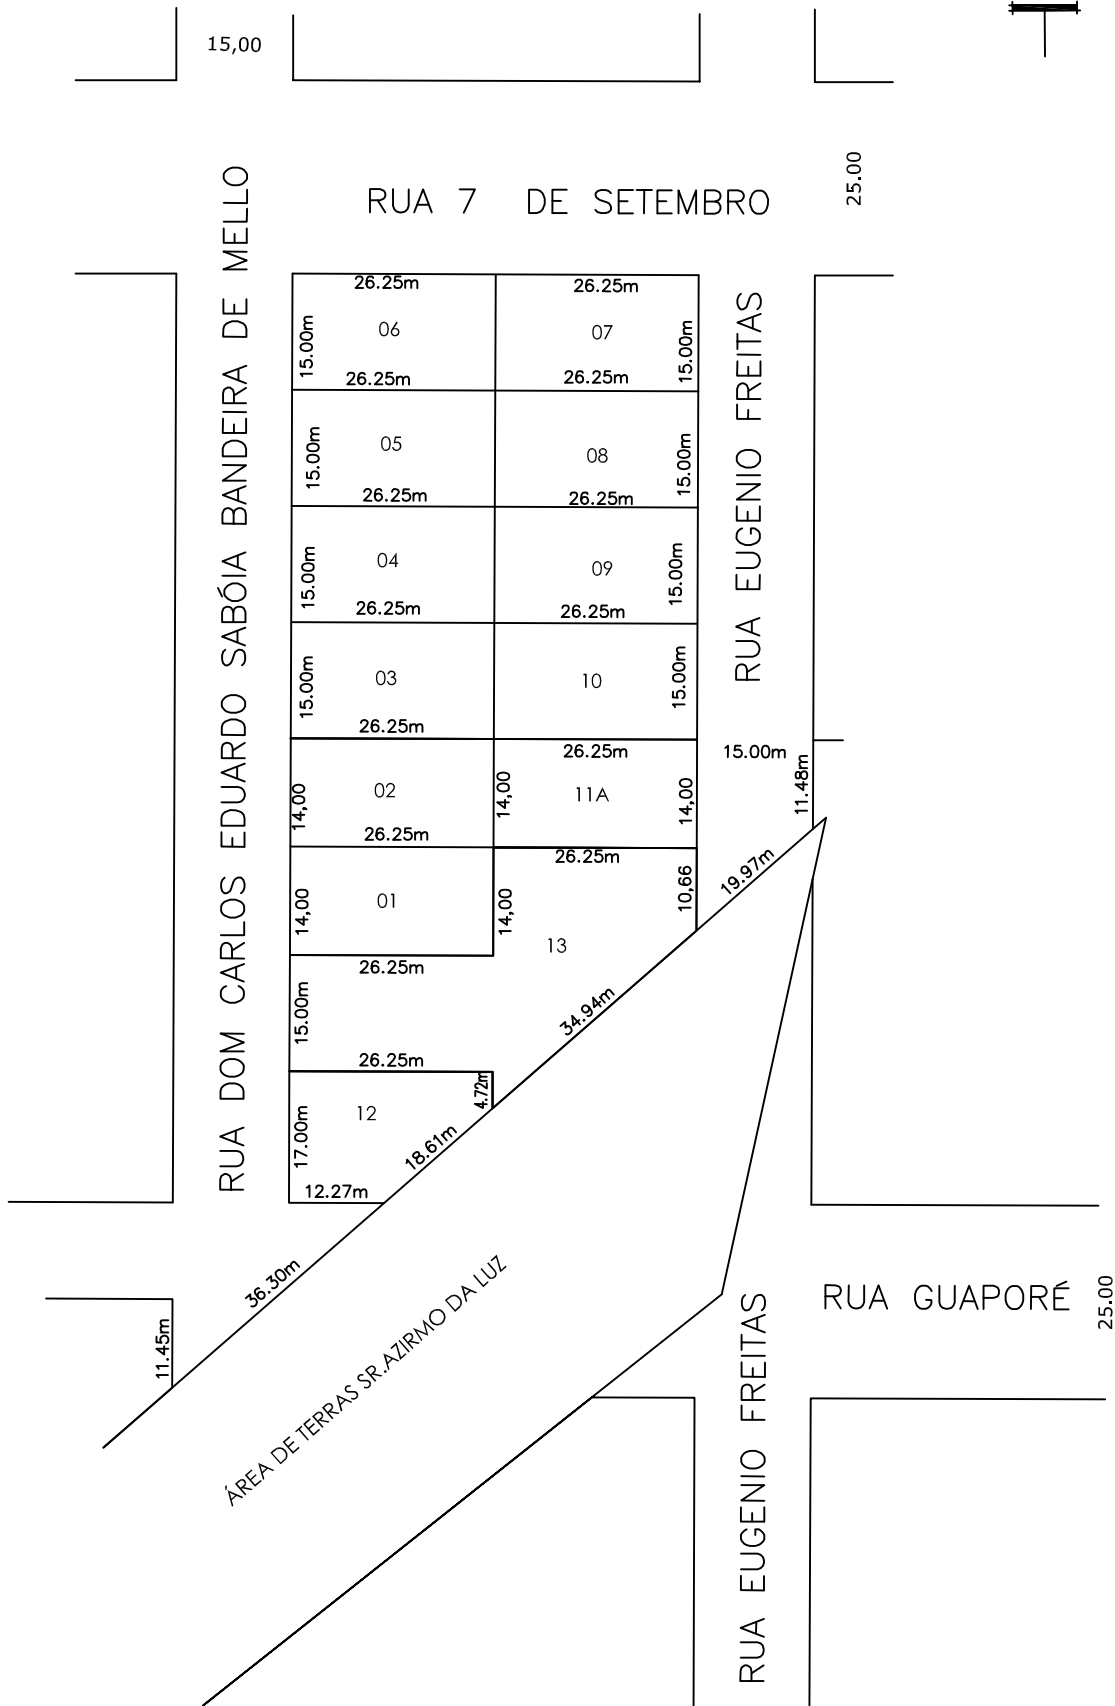 15,00
25.00
RUA 7 DE SETEMBRO
RUA DOM CARLOS EDUARDO SABÓIA BANDEIRA DE MELLO
RUA EUGENIO FREITAS
26.25m
26.25m
15.00m
06
07
15.00m
26.25m
26.25m
15.00m
05
08
15.00m
26.25m
26.25m
15.00m
04
09
15.00m
26.25m
26.25m
15.00m
03
10
15.00m
26.25m
26.25m
15.00m
11.48m
14,00
02
14,00
11A
14,00
26.25m
26.25m
19.97m
14,00
01
14,00
10,66
13
26.25m
15.00m
34.94m
26.25m
4.72m
17.00m
12
18.61m
12.27m
36.30m
11.45m
ÁREA DE TERRAS SR.AZIRMO DA LUZ
RUA GUAPORÉ
25.00
RUA EUGENIO FREITAS